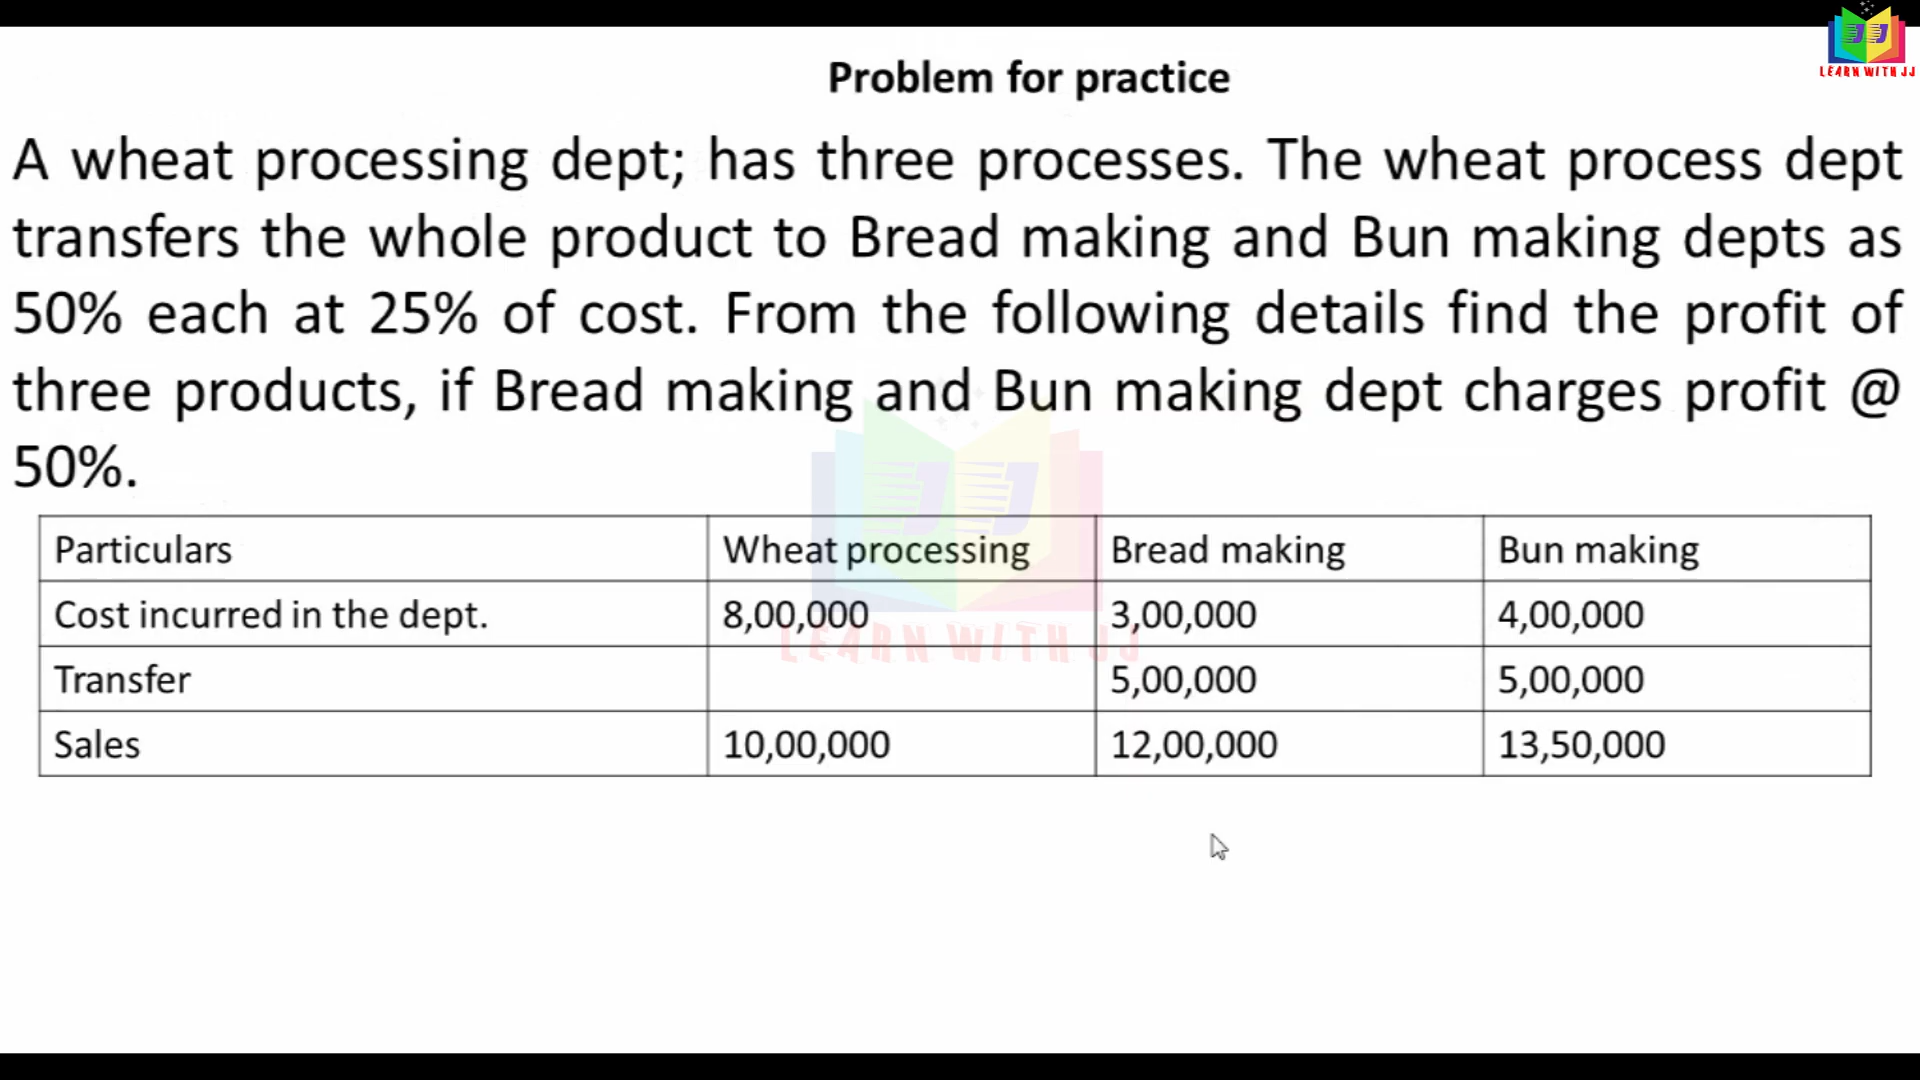 LEARN WITH JJ
Problem for practice
A wheat processing dept; has three processes. The wheat process dept
transfers the whole product to Bread making and Bun making depts as
50% each at 25% of cost. From the following details find the profit of
three products, if Bread making and Bun making dept charges profit @
50%.
Particulars Wheat processing Bread making Bun making
Cost incurred in the dept. 8,00,000 3,00,000 4,00,000
Transfer 5,00,000 5,00,000
Sales 10,00,000 12,00,000 13,50,000
JJ
LEARN WITH JJ